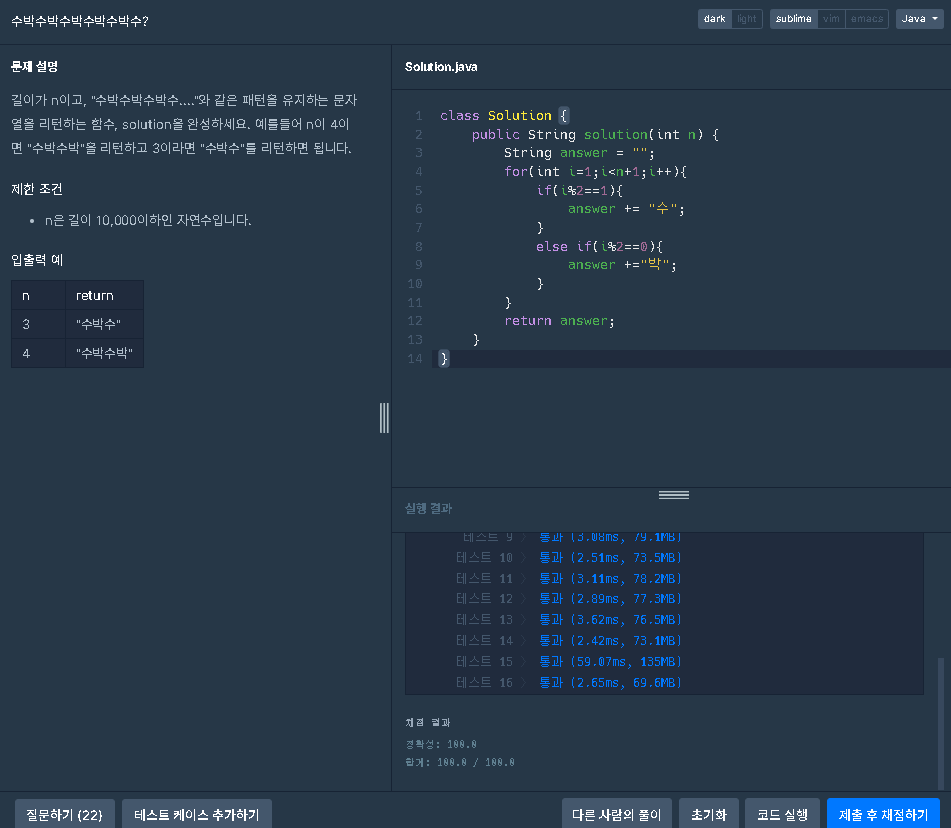 수박수박수박수박수박수?
dark light sublime vim emacs Java
문제 설명
길이가 n이고, "수박수박수박수...."와 같은 패턴을 유지하는 문자
열을 리턴하는 함수, solution을 완성하세요. 예를들어 n이 4이
면 "수박수박"을 리턴하고 3이라면 "수박수"를 리턴하면 됩니다.
제한 조건
• n은 길이 10,000이하인 자연수입니다.
입출력 예
n return
3 "수박수"
4 "수박수박"
Solution.java
1 class Solution {
2 public String solution(int n) {
3 String answer = "";
4 for(int i=1;i<n+1;i++){
5 if(i%2==1){
6 answer += "수";
7 }
8 else if(i%2==0){
9 answer +="박";
10 }
11 }
12 return answer;
13 }
14 }
실행 결과
테스트 9 > 통과 (3.08ms, 79.1MB)
테스트 10 > 통과 (2.51ms, 73.5MB)
테스트 11 > 통과 (3.11ms, 78.2MB)
테스트 12 > 통과 (2.89ms, 77.3MB)
테스트 13 > 통과 (3.62ms, 76.5MB)
테스트 14 > 통과 (2.42ms, 73.1MB)
테스트 15 > 통과 (59.07ms, 135MB)
테스트 16 > 통과 (2.65ms, 69.6MB)
채점 결과
정확성: 100.0
합계: 100.0 / 100.0
질문하기 (22) 테스트 케이스 추가하기 다른 사람의 풀이 초기화 코드 실행 제출 후 채점하기